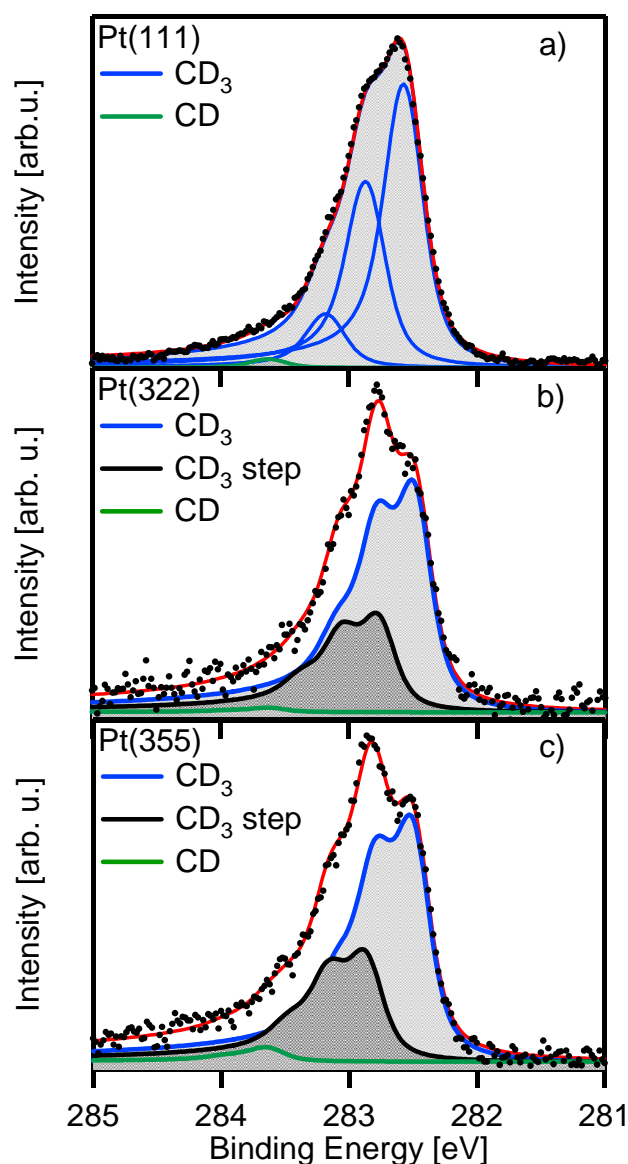 Pt(111)
a)
CD₃
CD
Intensity [arb.u.]
Pt(322)
b)
CD₃
CD₃ step
CD
Intensity [arb. u.]
Pt(355)
c)
CD₃
CD₃ step
CD
Intensity [arb. u.]
285 284 283 282 281
Binding Energy [eV]